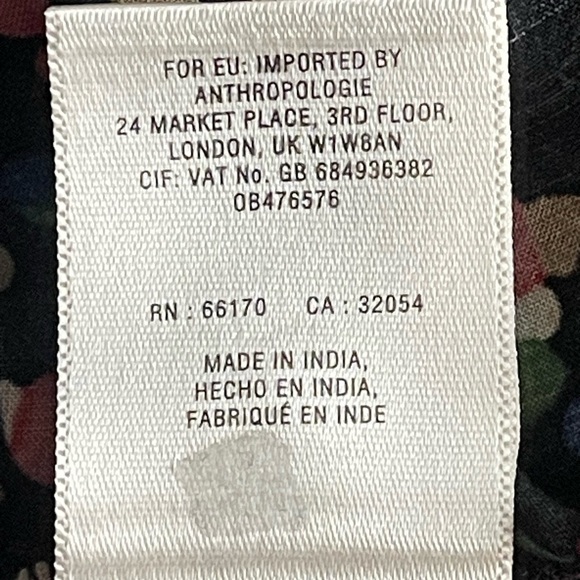 FOR EU: IMPORTED BY
ANTHROPOLOGIE
24 MARKET PLACE, 3RD FLOOR,
LONDON, UK W1W8AN
CIF: VAT No. GB 684936382
OB476576
RN : 66170 CA : 32054
MADE IN INDIA,
HECHO EN INDIA,
FABRIQUÉ EN INDE